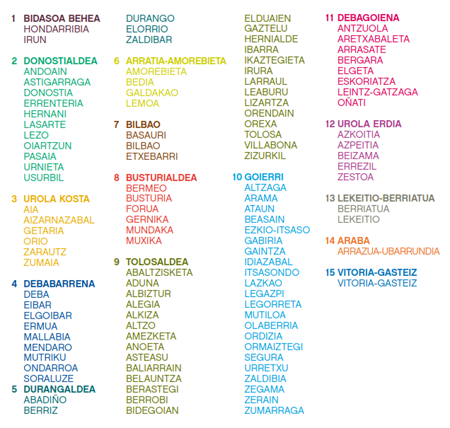 1 BIDASOA BEHEA
HONDARRIBIA
IRUN
2 DONOSTIALDEA
ANDOAIN
ASTIGARRAGA
DONOSTIA
ERRENTERIA
HERNANI
LASARTE
LEZO
OIARTZUN
PASAIA
URNIETA
USURBIL
3 UROLA KOSTA
AIA
AIZARNAZABAL
GETARIA
ORIO
ZARAUTZ
ZUMAIA
4 DEBABARRENA
DEBA
EIBAR
ELGOIBAR
ERMUA
MALLABIA
MENDARO
MUTRIKU
ONDARROA
SORALUZE
5 DURANGALDEA
ABADIÑO
BERRIZ
DURANGO
ELORRIO
ZALDIBAR
6 ARRATIA-AMOREBIETA
AMOREBIETA
BEDIA
GALDAKAO
LEMOA
7 BILBAO
BASAURI
BILBAO
ETXEBARRI
8 BUSTURIALDEA
BERMEO
BUSTURIA
FORUA
GERNIKA
MUNDAKA
MUXIKA
9 TOLOSALDEA
ABALTZISKETA
ADUNA
ALBIZTUR
ALEGIA
ALKIZA
ALTZO
AMEZKETA
ANOETA
ASTEASU
BALIARRAIN
BELAUNTZA
BERASTEGI
BERROBI
BIDEGOIAN
ELDUAIEN
GAZTELU
HERNIALDE
IBARRA
IKAZTEGIETA
IRURA
LARRAUL
LEABURU
LIZARTZA
ORENDAIN
OREXA
TOLOSA
VILLABONA
ZIZURKIL
10 GOIERRI
ALTZAGA
ARAMA
ATAUN
BEASAIN
EZKIO-ITSASO
GABIRIA
GAINTZA
IDIAZABAL
ITSASONDO
LAZKAO
LEGAZPI
LEGORRETA
MUTILOA
OLABERRIA
ORDIZIA
ORMAIZTEGI
SEGURA
URRETXU
ZALDIBIA
ZEGAMA
ZERAIN
ZUMARRAGA
11 DEBAGOIENA
ANTZUOLA
ARETXABALETA
ARRASATE
BERGARA
ELGETA
ESKORIATZA
LEINTZ-GATZAGA
OÑATI
12 UROLA ERDIA
AZKOITIA
AZPEITIA
BEIZAMA
ERREZIL
ZESTOA
13 LEKEITIO-BERRIATUA
BERRIATUA
LEKEITIO
14 ARABA
ARRAZUA-UBARRUNDIA
15 VITORIA-GASTEIZ
VITORIA-GASTEIZ